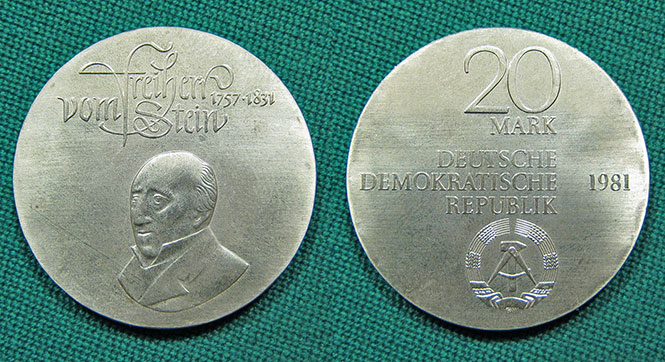 Freiherr
vom Stein
1757·1831
20
MARK
DEUTSCHE
DEMOKRATISCHE
REPUBLIK
1981